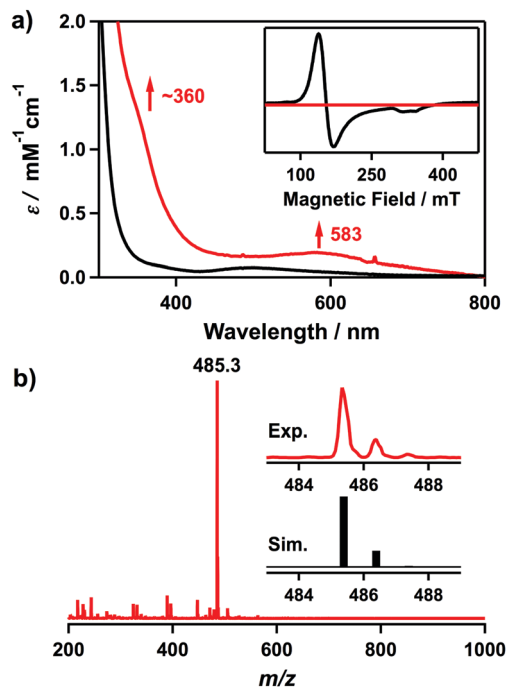 a)
2.0
1.5
1.0
0.5
0.0
ε / mM⁻¹cm⁻¹
~360
583
100 250 400
Magnetic Field / mT
400 600 800
Wavelength / nm
b)
485.3
Exp.
484 486 488
Sim.
484 486 488
200 400 600 800 1000
m/z